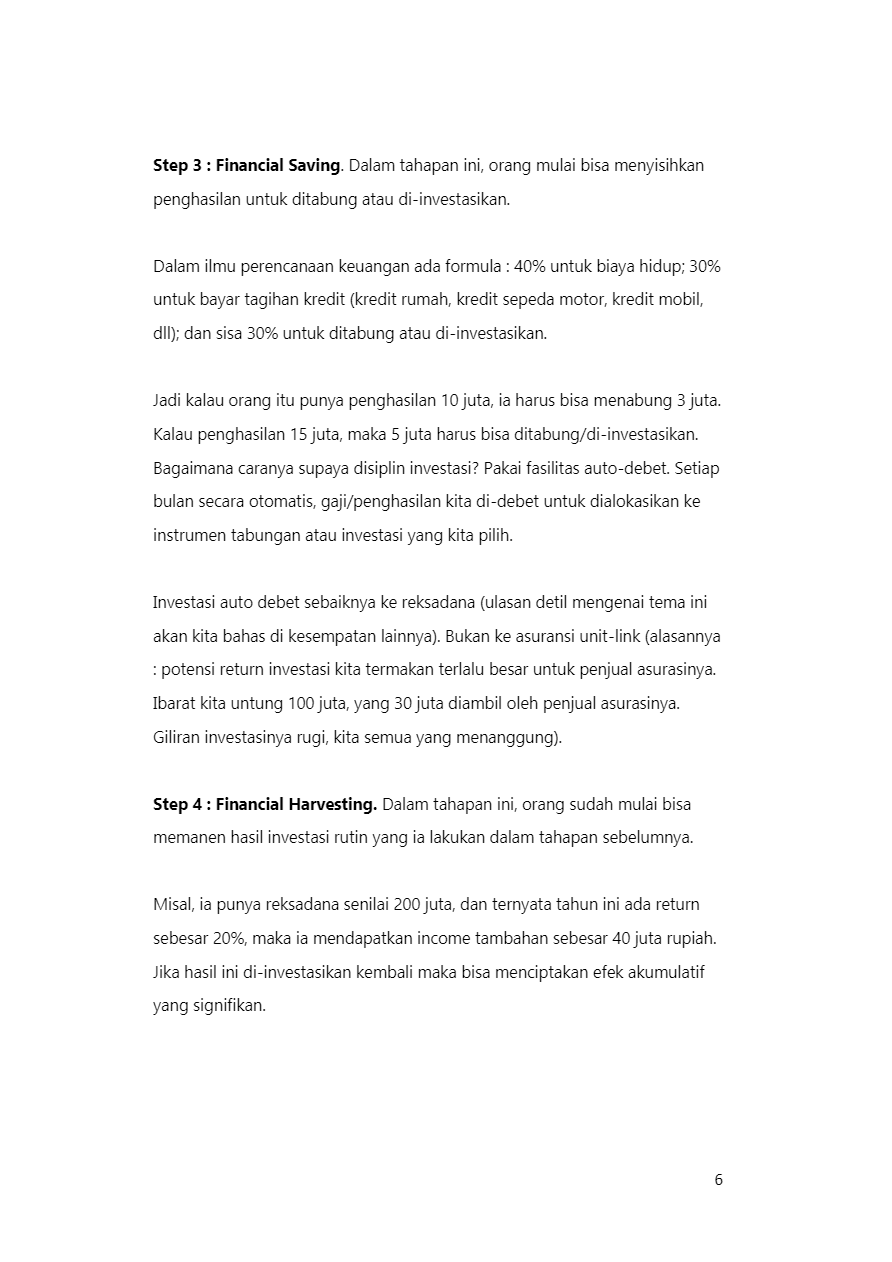 Step 3 : Financial Saving. Dalam tahapan ini, orang mulai bisa menyisihkan
penghasilan untuk ditabung atau di-investasikan.
Dalam ilmu perencanaan keuangan ada formula : 40% untuk biaya hidup; 30%
untuk bayar tagihan kredit (kredit rumah, kredit sepeda motor, kredit mobil,
dll); dan sisa 30% untuk ditabung atau di-investasikan.
Jadi kalau orang itu punya penghasilan 10 juta, ia harus bisa menabung 3 juta.
Kalau penghasilan 15 juta, maka 5 juta harus bisa ditabung/di-investasikan.
Bagaimana caranya supaya disiplin investasi? Pakai fasilitas auto-debet. Setiap
bulan secara otomatis, gaji/penghasilan kita di-debet untuk dialokasikan ke
instrumen tabungan atau investasi yang kita pilih.
Investasi auto debet sebaiknya ke reksadana (ulasan detil mengenai tema ini
akan kita bahas di kesempatan lainnya). Bukan ke asuransi unit-link (alasannya
: potensi return investasi kita termakan terlalu besar untuk penjual asurasinya.
Ibarat kita untung 100 juta, yang 30 juta diambil oleh penjual asurasinya.
Giliran investasinya rugi, kita semua yang menanggung).
Step 4 : Financial Harvesting. Dalam tahapan ini, orang sudah mulai bisa
memanen hasil investasi rutin yang ia lakukan dalam tahapan sebelumnya.
Misal, ia punya reksadana senilai 200 juta, dan ternyata tahun ini ada return
sebesar 20%, maka ia mendapatkan income tambahan sebesar 40 juta rupiah.
Jika hasil ini di-investasikan kembali maka bisa menciptakan efek akumulatif
yang signifikan.
6